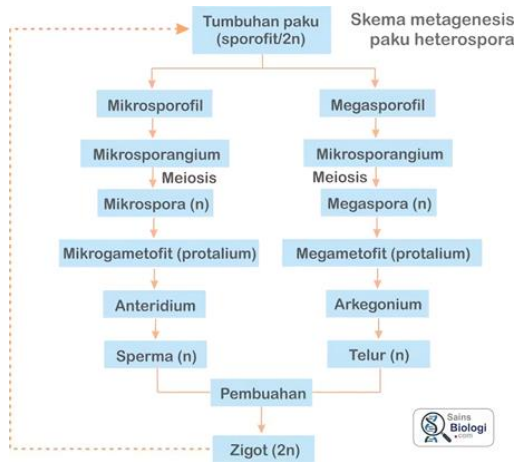 Skema metagenesis
paku heterospora
Tumbuhan paku
(sporofit/2n)
Mikrosporofil
Megasporofil
Mikrosporangium
Mikrosporangium
Meiosis
Meiosis
Mikrospora (n)
Megaspora (n)
Mikrogametofit (protalium)
Megametofit (protalium)
Anteridium
Arkegonium
Sperma (n)
Telur (n)
Pembuahan
Zigot (2n)
Sains
Biologi
.com